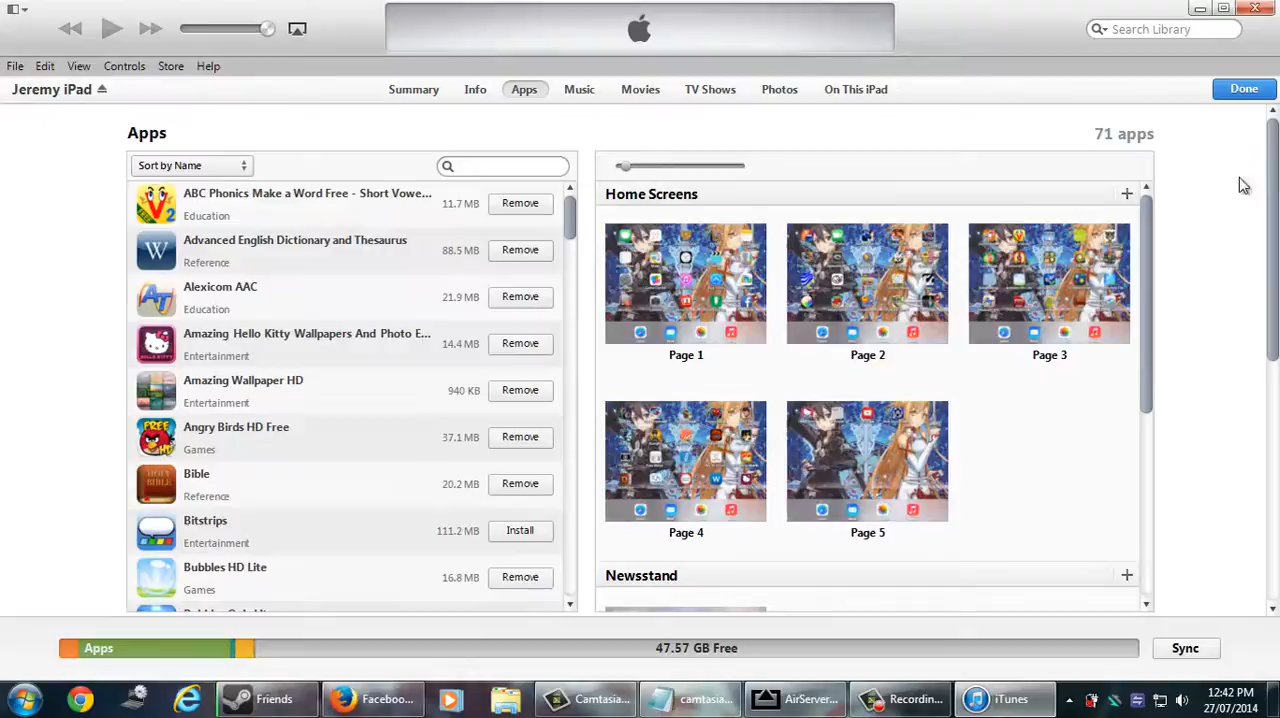 Search Library
File Edit View Controls Store Help
Jeremy iPad Summary Info Apps Music Movies TV Shows Photos On This iPad Done
Apps 71 apps
Sort by Name
ABC Phonics Make a Word Free - Short Vowe... 11.7 MB Remove
Education
Advanced English Dictionary and Thesaurus 88.5 MB Remove
Reference
Alexicom AAC 21.9 MB Remove
Education
Amazing Hello Kitty Wallpapers And Photo E... 14.4 MB Remove
Entertainment
Amazing Wallpaper HD 940 KB Remove
Entertainment
Angry Birds HD Free 37.1 MB Remove
Games
Bible 20.2 MB Remove
Reference
Bitstrips 111.2 MB Install
Entertainment
Bubbles HD Lite 16.8 MB Remove
Games
Home Screens
Page 1 Page 2 Page 3
Page 4 Page 5
Newsstand
Apps 47.57 GB Free Sync
Friends Faceboo... Camtasia... camtasia... AirServer... Recordin... iTunes
12:42 PM
27/07/2014